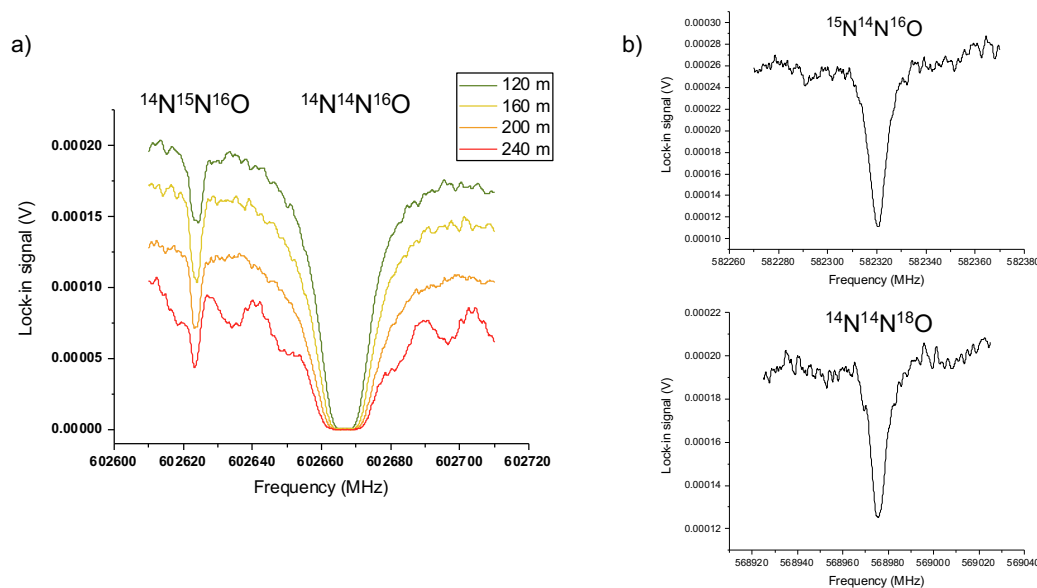 a)
¹⁴N¹⁵N¹⁶O
¹⁴N¹⁴N¹⁶O
120 m
160 m
200 m
240 m
Lock-in signal (V)
0.00020
0.00015
0.00010
0.00005
0.00000
602600 602620 602640 602660 602680 602700 602720
Frequency (MHz)
b)
¹⁵N¹⁴N¹⁶O
Lock-in signal (V)
0.00030
0.00028
0.00026
0.00024
0.00022
0.00020
0.00018
0.00016
0.00014
0.00012
0.00010
582260 582280 582300 582320 582340 582360 582380
Frequency (MHz)
¹⁴N¹⁴N¹⁸O
Lock-in signal (V)
0.00022
0.00020
0.00018
0.00016
0.00014
0.00012
568920 568940 568960 568980 569000 569020 569040
Frequency (MHz)